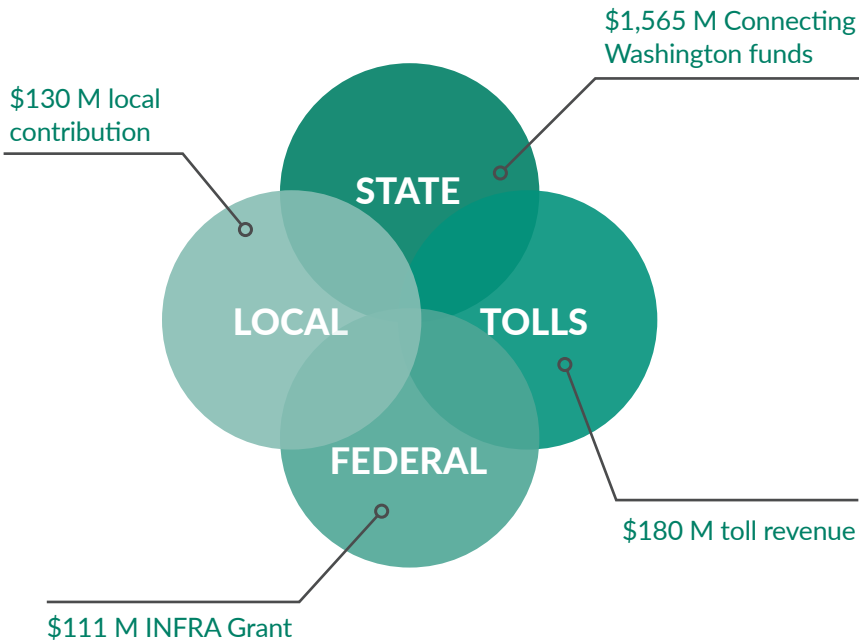 $1,565 M Connecting
Washington funds
$130 M local
contribution
STATE
LOCAL
TOLLS
FEDERAL
$180 M toll revenue
$111 M INFRA Grant